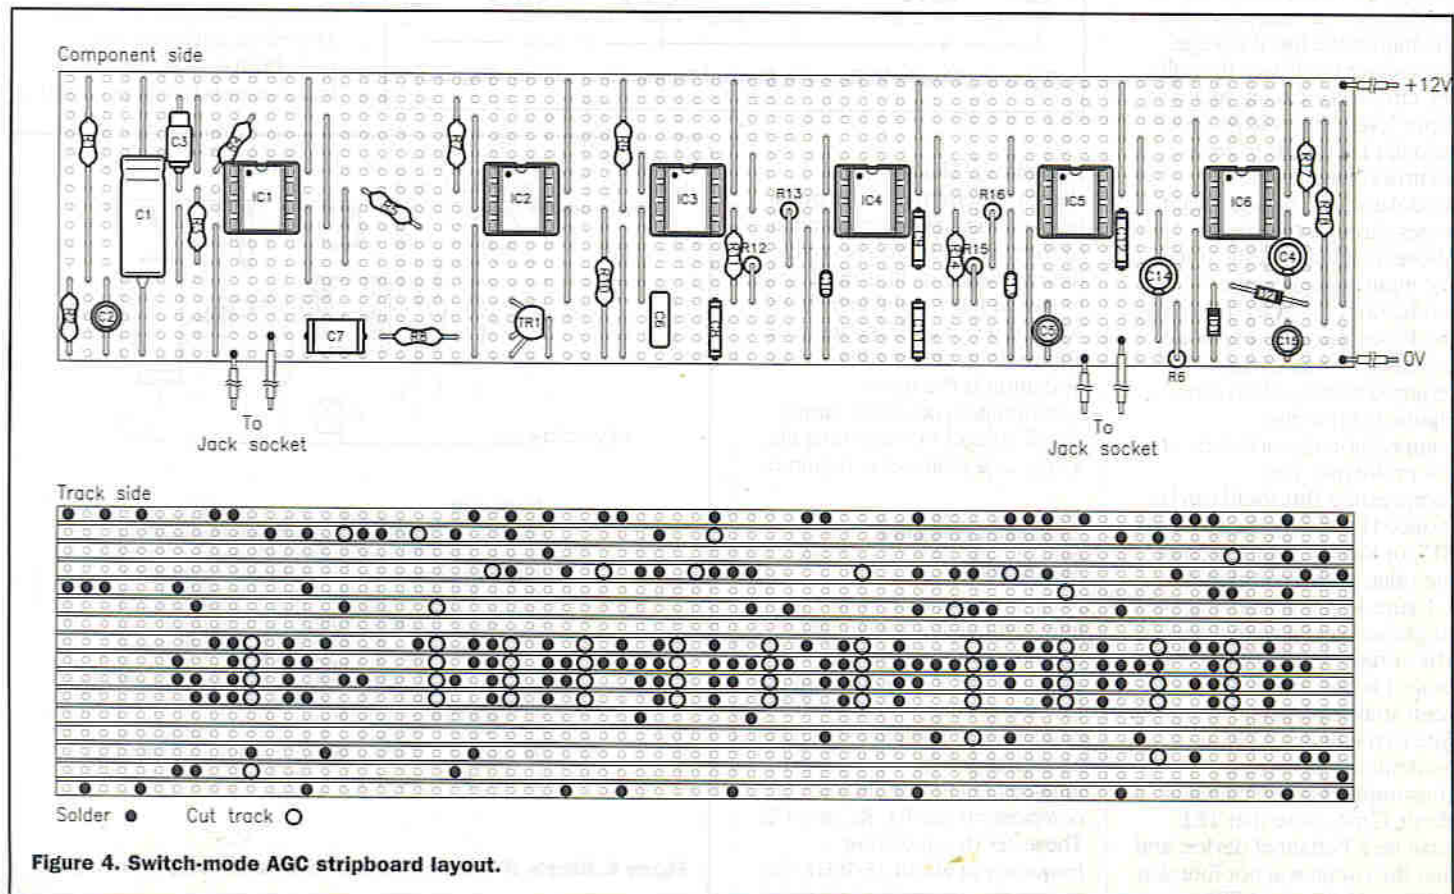 Component side
+12V
C3
C1
IC1
IC2
IC3
R13
IC4
R16
IC5
IC6
R12
R15
C12
C4
C14
C2
C7
R8
TR1
C6
C5
C15
0V
R6
To
Jack socket
To
Jack socket
Track side
Solder
Cut track
Figure 4. Switch-mode AGC stripboard layout.